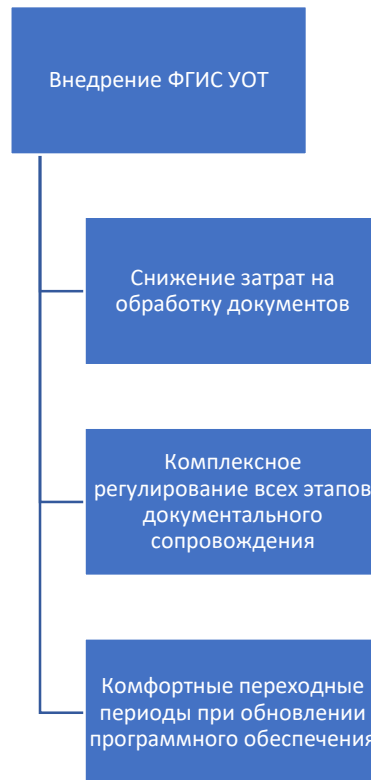 Внедрение ФГИС УОТ
Снижение затрат на
обработку документов
Комплексное
регулирование всех этапов
документального
сопровождения
Комфортные переходные
периоды при обновлении
программного обеспечения